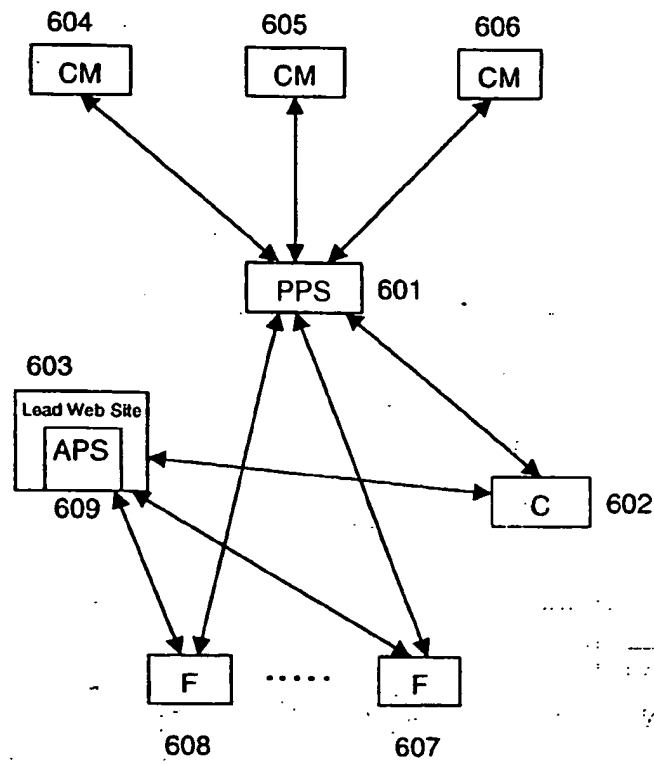 604 605 606
CM CM CM
PPS 601
603
Lead Web Site
APS
609
C 602
F ..... F
608 607